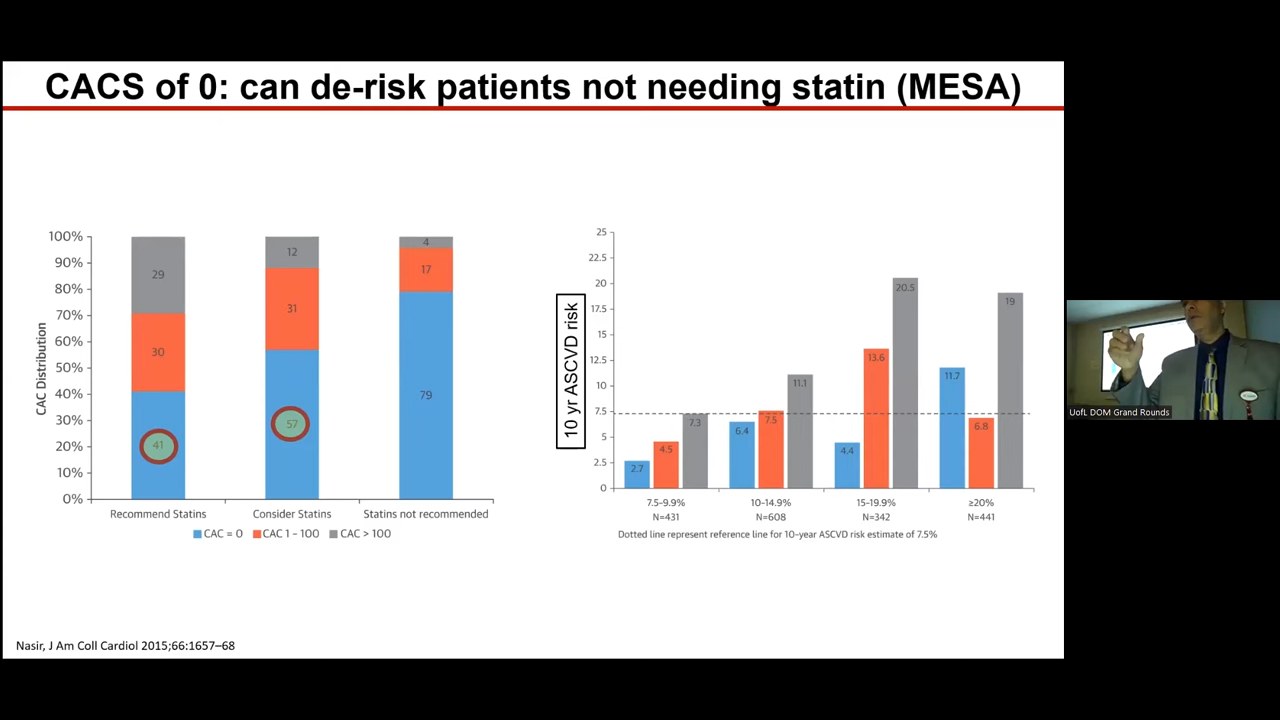 CACS of 0: can de-risk patients not needing statin (MESA)
CAC Distribution
100%
90%
80%
70%
60%
50%
40%
30%
20%
10%
0%
29
30
41
12
31
57
4
17
79
Recommend Statins
Consider Statins
Statins not recommended
CAC = 0
CAC 1 - 100
CAC > 100
10 yr ASCVD risk
25
22.5
20
17.5
15
12.5
10
7.5
5
2.5
0
2.7
4.5
7.3
6.4
7.5
11.1
4.4
13.6
20.5
11.7
6.8
19
7.5-9.9%
N=431
10-14.9%
N=608
15-19.9%
N=342
≥20%
N=441
Dotted line represent reference line for 10-year ASCVD risk estimate of 7.5%
Nasir, J Am Coll Cardiol 2015;66:1657–68
UofL DOM Grand Rounds